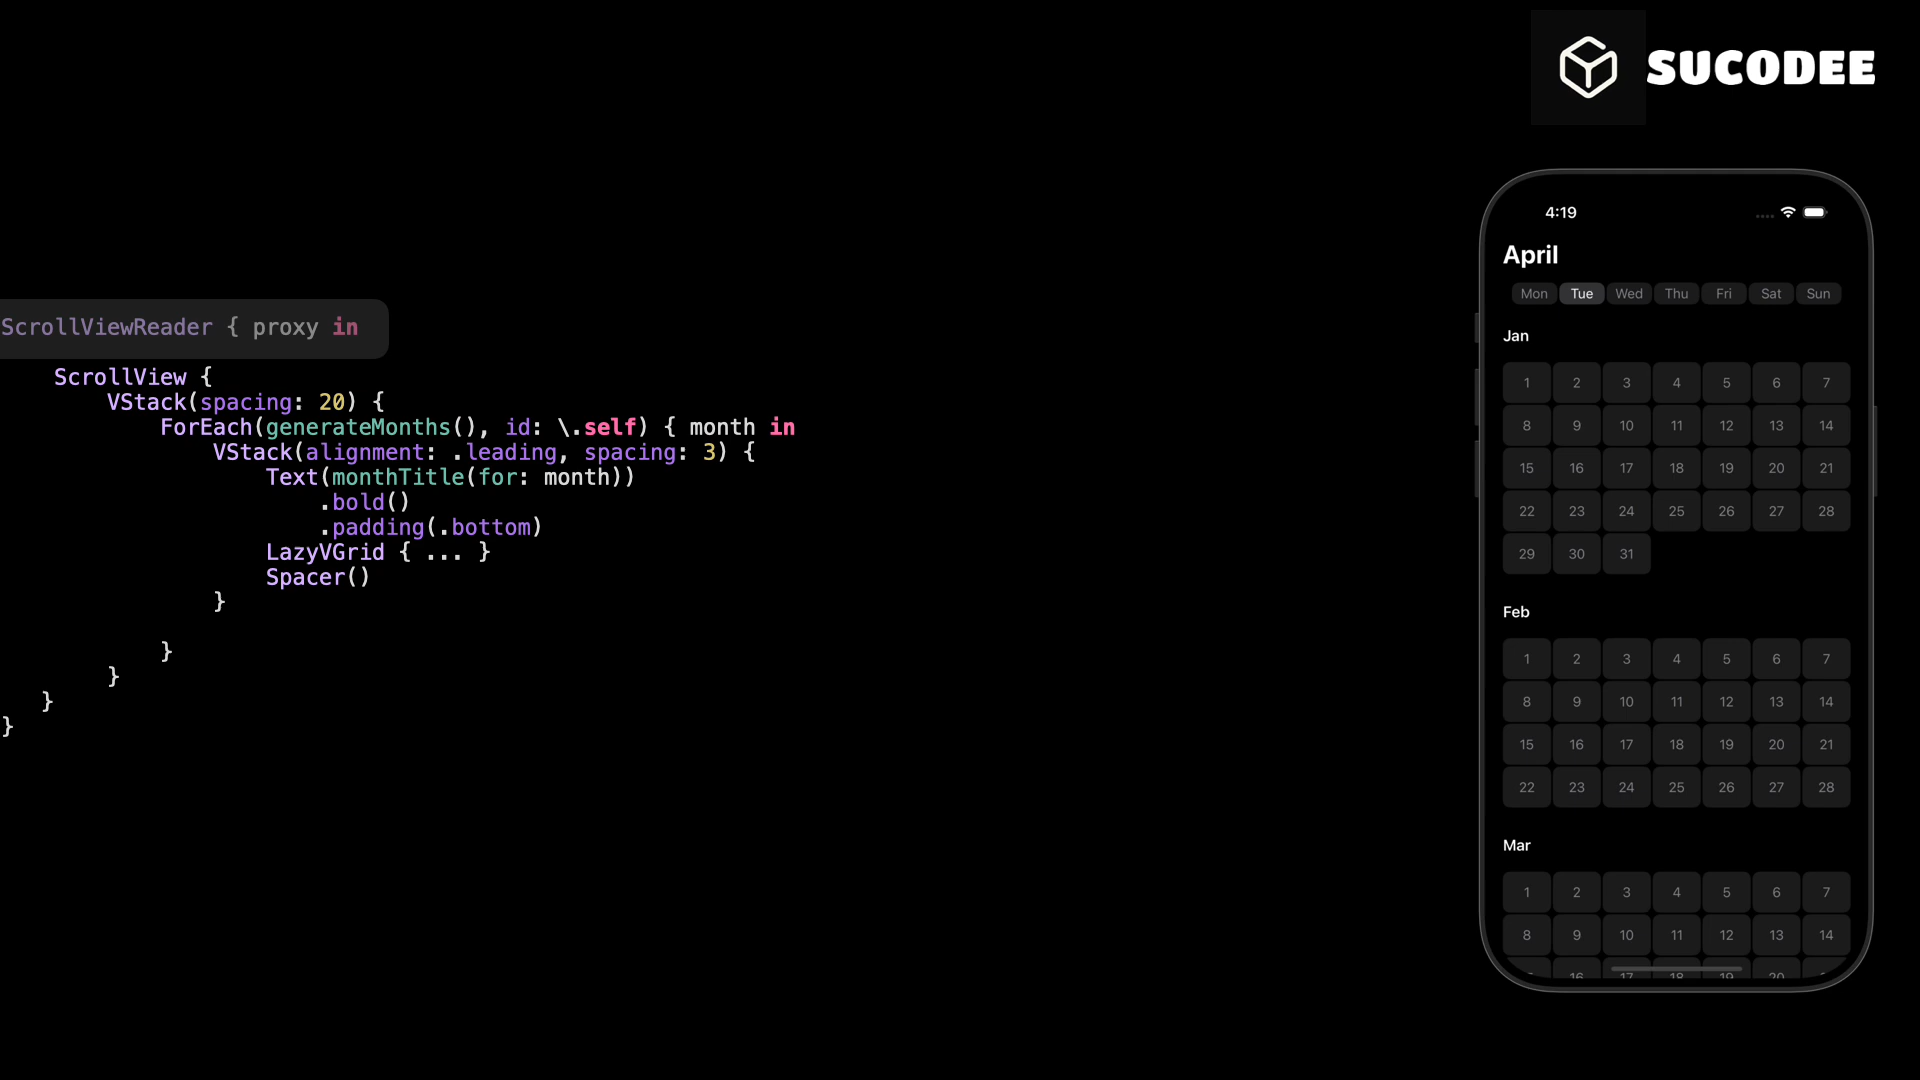 SUCODEE
ScrollViewReader { proxy in
ScrollView {
VStack(spacing: 20) {
ForEach(generateMonths(), id: \.self) { month in
VStack(alignment: .leading, spacing: 3) {
Text(monthTitle(for: month))
.bold()
.padding(.bottom)
LazyVGrid { ... }
Spacer()
}
}
}
}
}
4:19
April
Mon Tue Wed Thu Fri Sat Sun
Jan
1 2 3 4 5 6 7
8 9 10 11 12 13 14
15 16 17 18 19 20 21
22 23 24 25 26 27 28
29 30 31
Feb
1 2 3 4 5 6 7
8 9 10 11 12 13 14
15 16 17 18 19 20 21
22 23 24 25 26 27 28
Mar
1 2 3 4 5 6 7
8 9 10 11 12 13 14
16 17 18 19 20